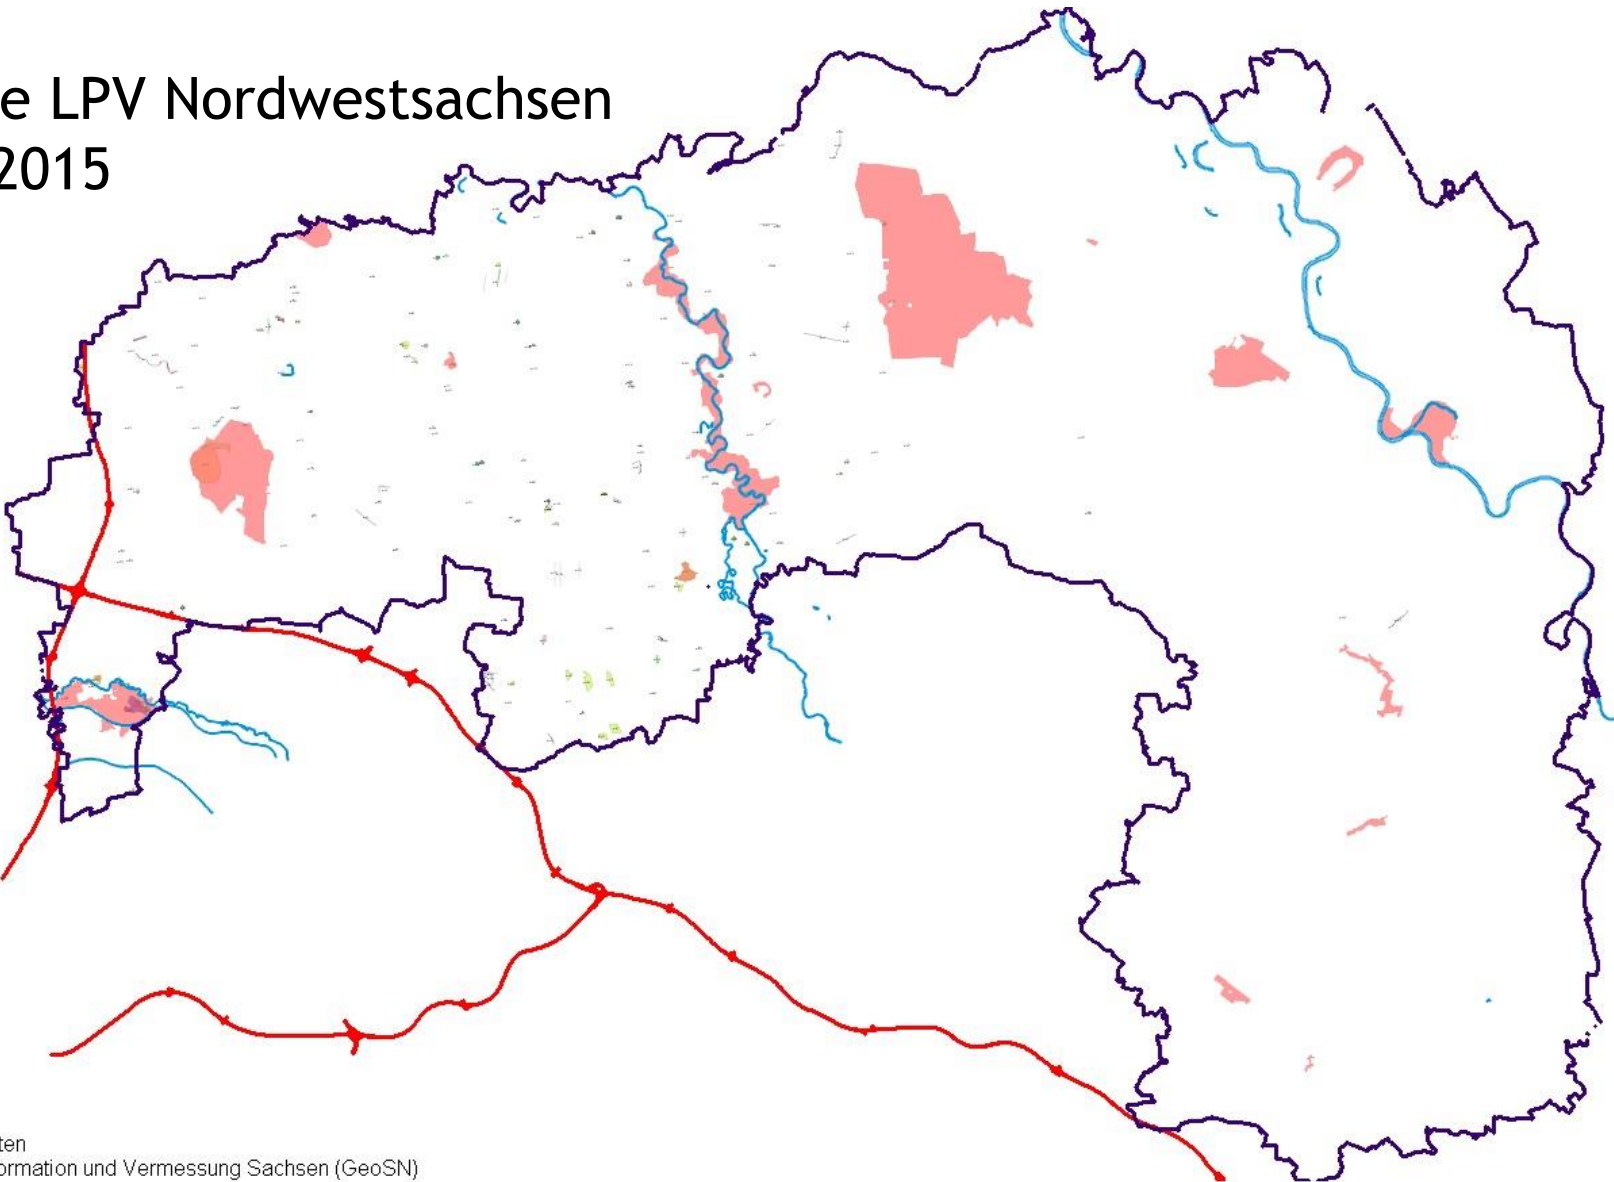 e LPV Nordwestsachsen
2015
ten
ormation und Vermessung Sachsen (GeoSN)